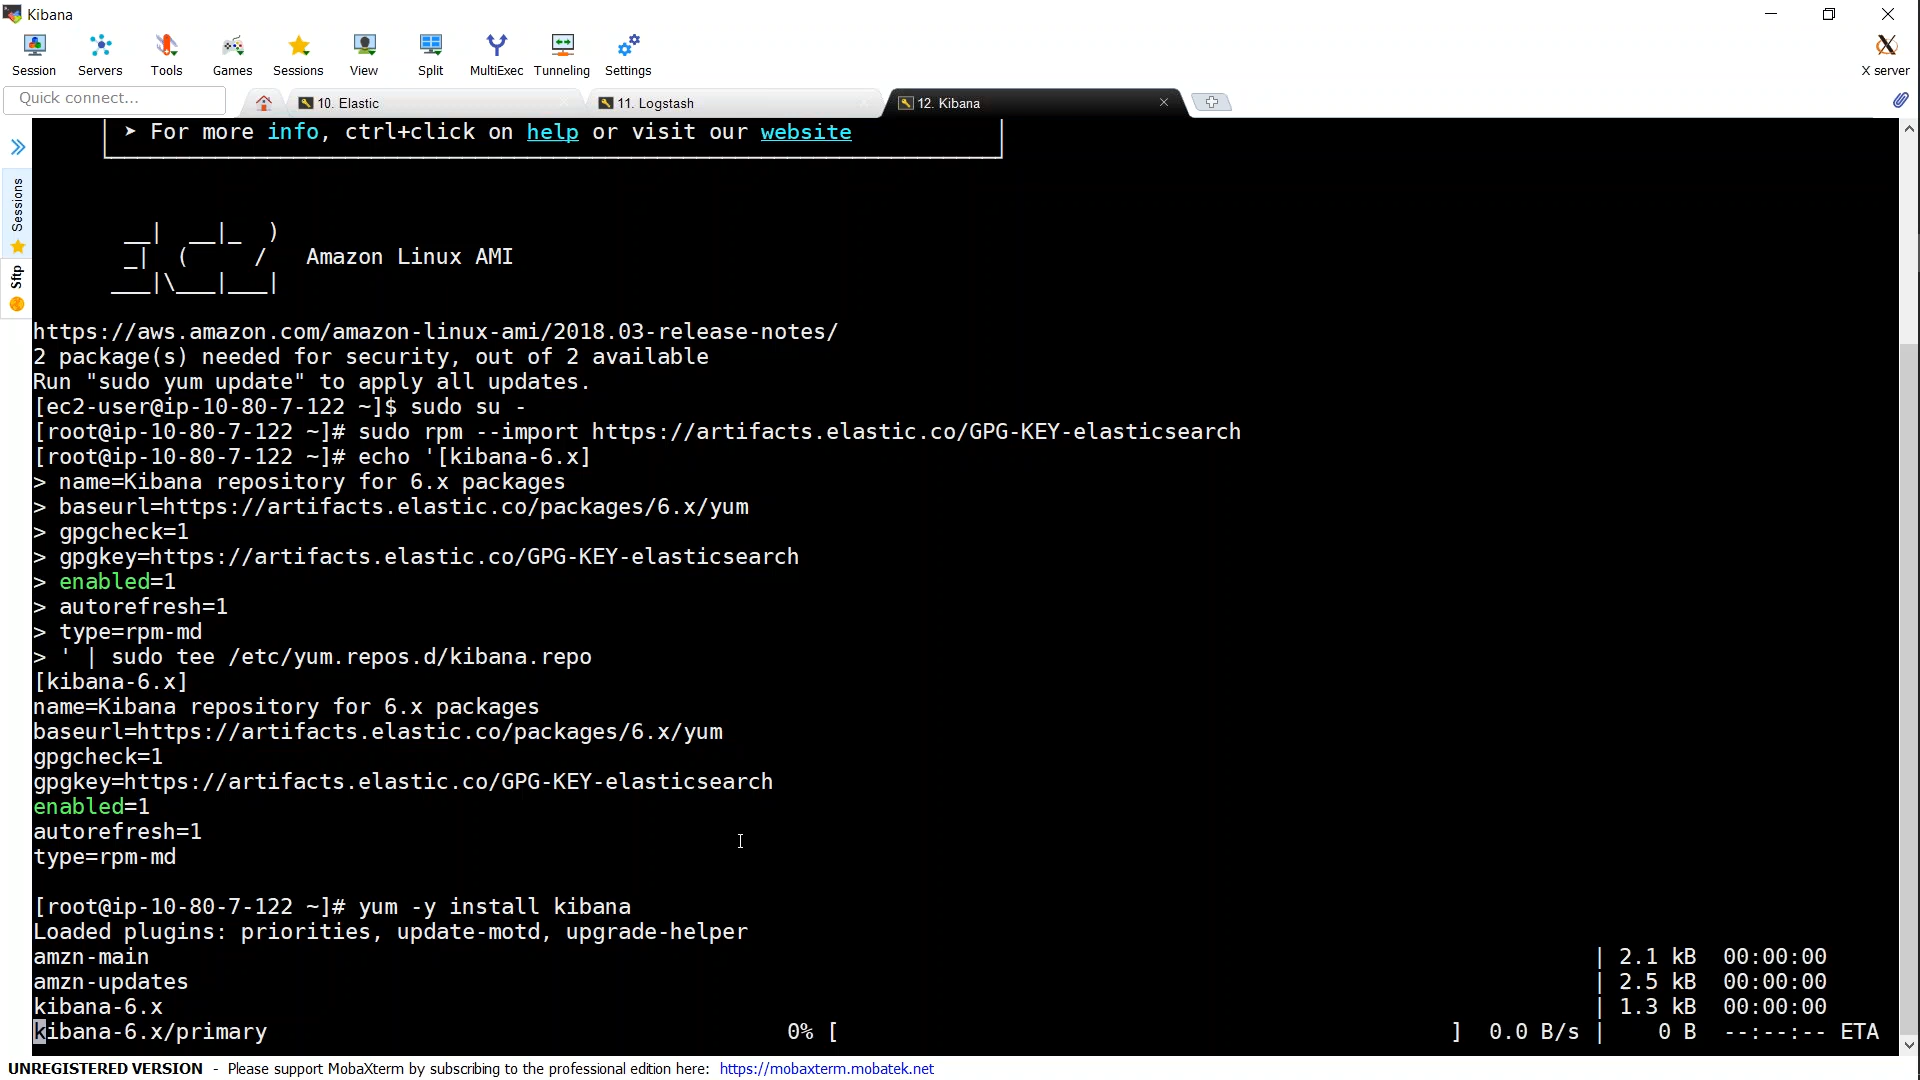 Kibana
Session Servers Tools Games Sessions View Split MultiExec Tunneling Settings X server
Quick connect... 10. Elastic 11. Logstash 12. Kibana
Sessions
Sftp
➤ For more info, ctrl+click on help or visit our website
__|  __|_  )
_|  (     /   Amazon Linux AMI
___|\___|___|
https://aws.amazon.com/amazon-linux-ami/2018.03-release-notes/
2 package(s) needed for security, out of 2 available
Run "sudo yum update" to apply all updates.
[ec2-user@ip-10-80-7-122 ~]$ sudo su -
[root@ip-10-80-7-122 ~]# sudo rpm --import https://artifacts.elastic.co/GPG-KEY-elasticsearch
[root@ip-10-80-7-122 ~]# echo '[kibana-6.x]
> name=Kibana repository for 6.x packages
> baseurl=https://artifacts.elastic.co/packages/6.x/yum
> gpgcheck=1
> gpgkey=https://artifacts.elastic.co/GPG-KEY-elasticsearch
> enabled=1
> autorefresh=1
> type=rpm-md
> ' | sudo tee /etc/yum.repos.d/kibana.repo
[kibana-6.x]
name=Kibana repository for 6.x packages
baseurl=https://artifacts.elastic.co/packages/6.x/yum
gpgcheck=1
gpgkey=https://artifacts.elastic.co/GPG-KEY-elasticsearch
enabled=1
autorefresh=1
type=rpm-md
[root@ip-10-80-7-122 ~]# yum -y install kibana
Loaded plugins: priorities, update-motd, upgrade-helper
amzn-main | 2.1 kB 00:00:00
amzn-updates | 2.5 kB 00:00:00
kibana-6.x | 1.3 kB 00:00:00
kibana-6.x/primary 0% [ ] 0.0 B/s | 0 B --:--:-- ETA
UNREGISTERED VERSION - Please support MobaXterm by subscribing to the professional edition here: https://mobaxterm.mobatek.net